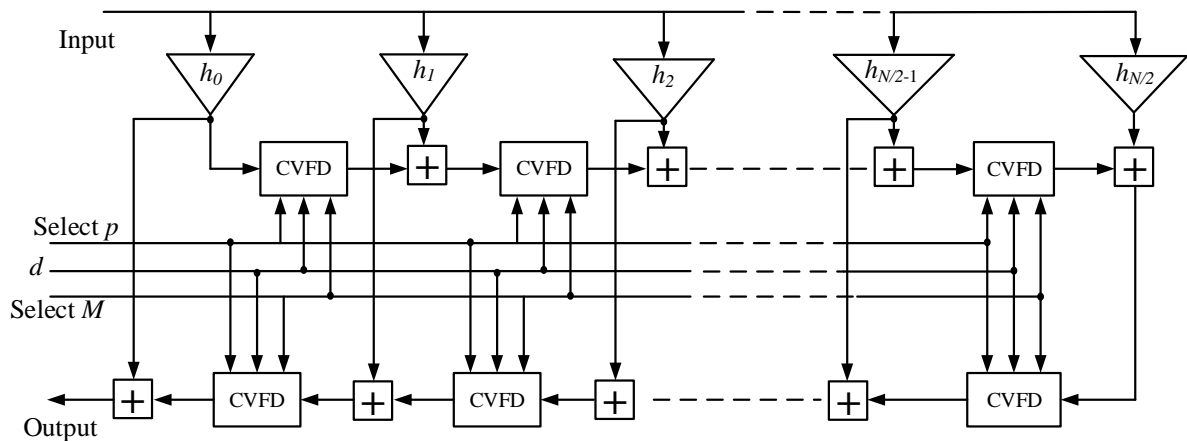 Input
h0
h1
h2
hN/2-1
hN/2
+
+
+
+
CVFD
CVFD
CVFD
Select p
d
Select M
+
+
+
+
CVFD
CVFD
CVFD
Output